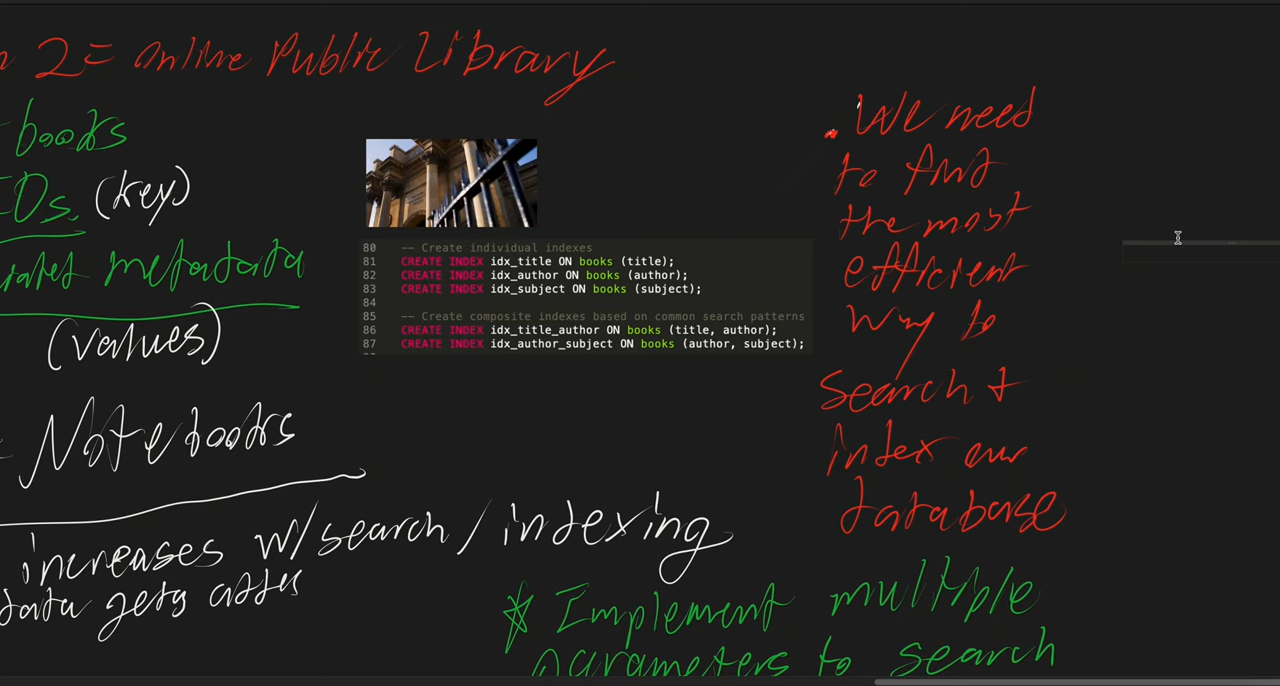 2 = Online Public Library
books
IDs. (key)
metadata
(values)
Notebooks
increases w/ search / indexing
data gets
80 -- Create individual indexes
81 CREATE INDEX idx_title ON books (title);
82 CREATE INDEX idx_author ON books (author);
83 CREATE INDEX idx_subject ON books (subject);
84
85 -- Create composite indexes based on common search patterns
86 CREATE INDEX idx_title_author ON books (title, author);
87 CREATE INDEX idx_author_subject ON books (author, subject);
. We need
to find
the most
efficient
way to
search +
index our
database
* Implement multiple
parameters to search